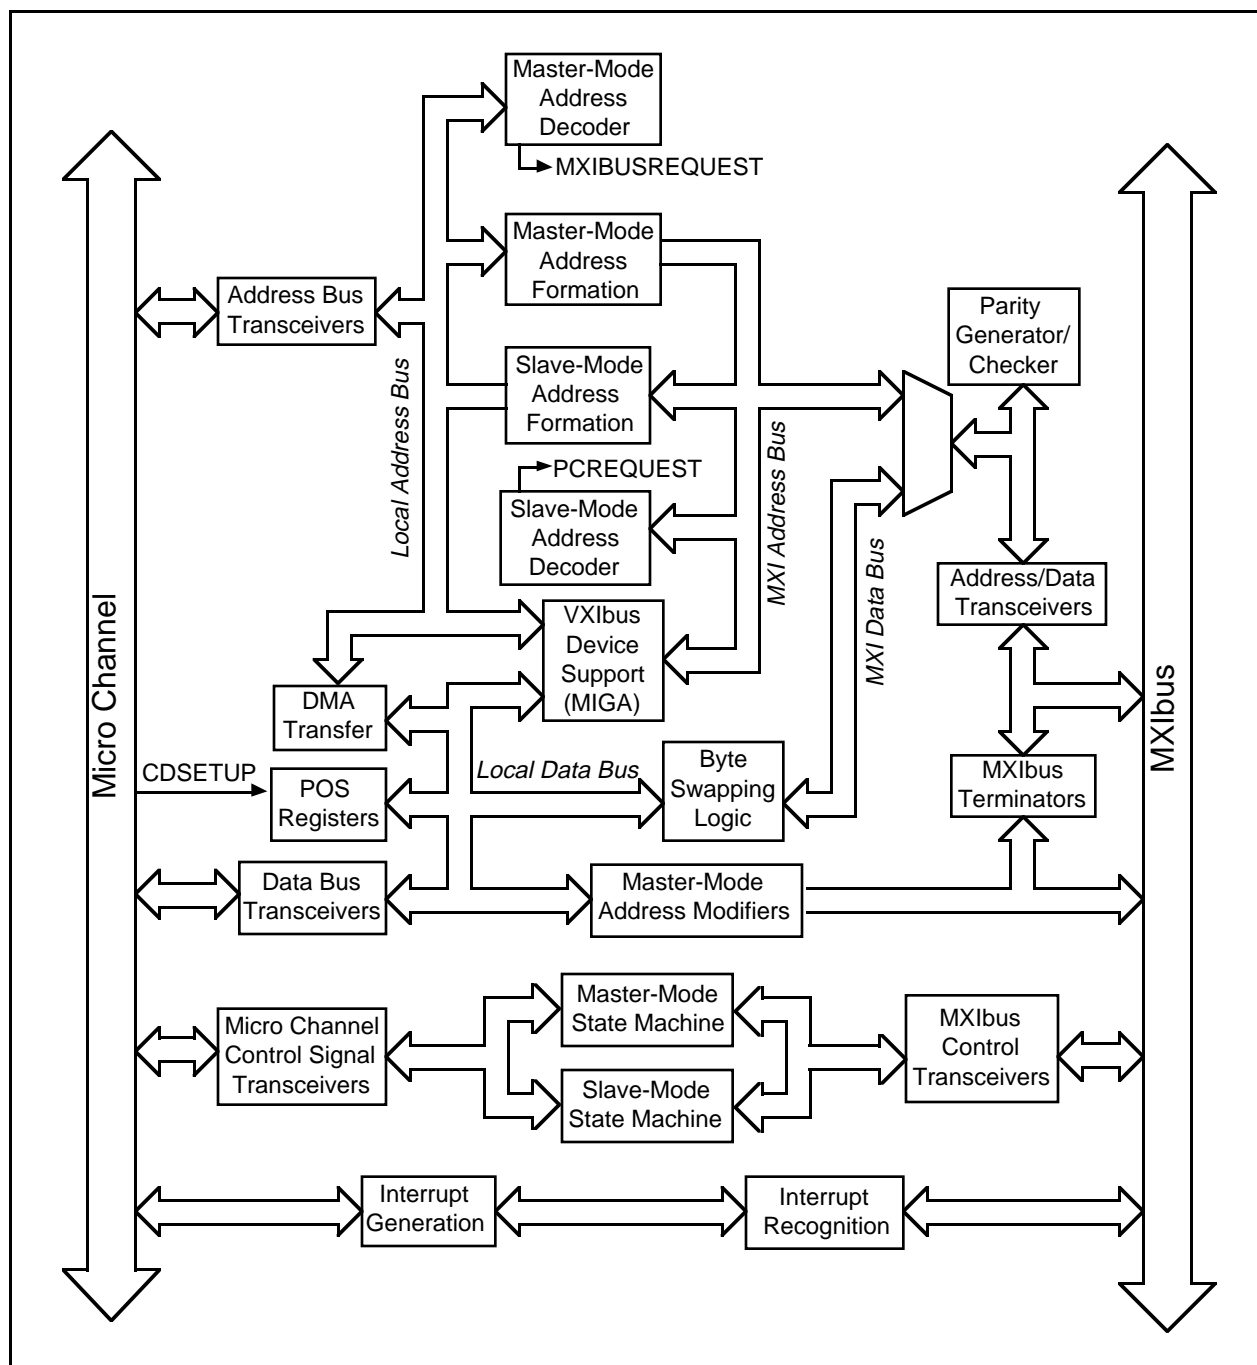 Master-Mode
Address
Decoder
MXIBUSREQUEST
Master-Mode
Address
Formation
Address Bus
Transceivers
Parity
Generator/
Checker
Slave-Mode
Address
Formation
Local Address Bus
PCREQUEST
Slave-Mode
Address
Decoder
MXI Address Bus
MXI Data Bus
Address/Data
Transceivers
VXIbus
Device
Support
(MIGA)
DMA
Transfer
Micro Channel
MXIbus
CDSETUP
POS
Registers
Local Data Bus
Byte
Swapping
Logic
MXIbus
Terminators
Data Bus
Transceivers
Master-Mode
Address Modifiers
Micro Channel
Control Signal
Transceivers
Master-Mode
State Machine
Slave-Mode
State Machine
MXIbus
Control
Transceivers
Interrupt
Generation
Interrupt
Recognition